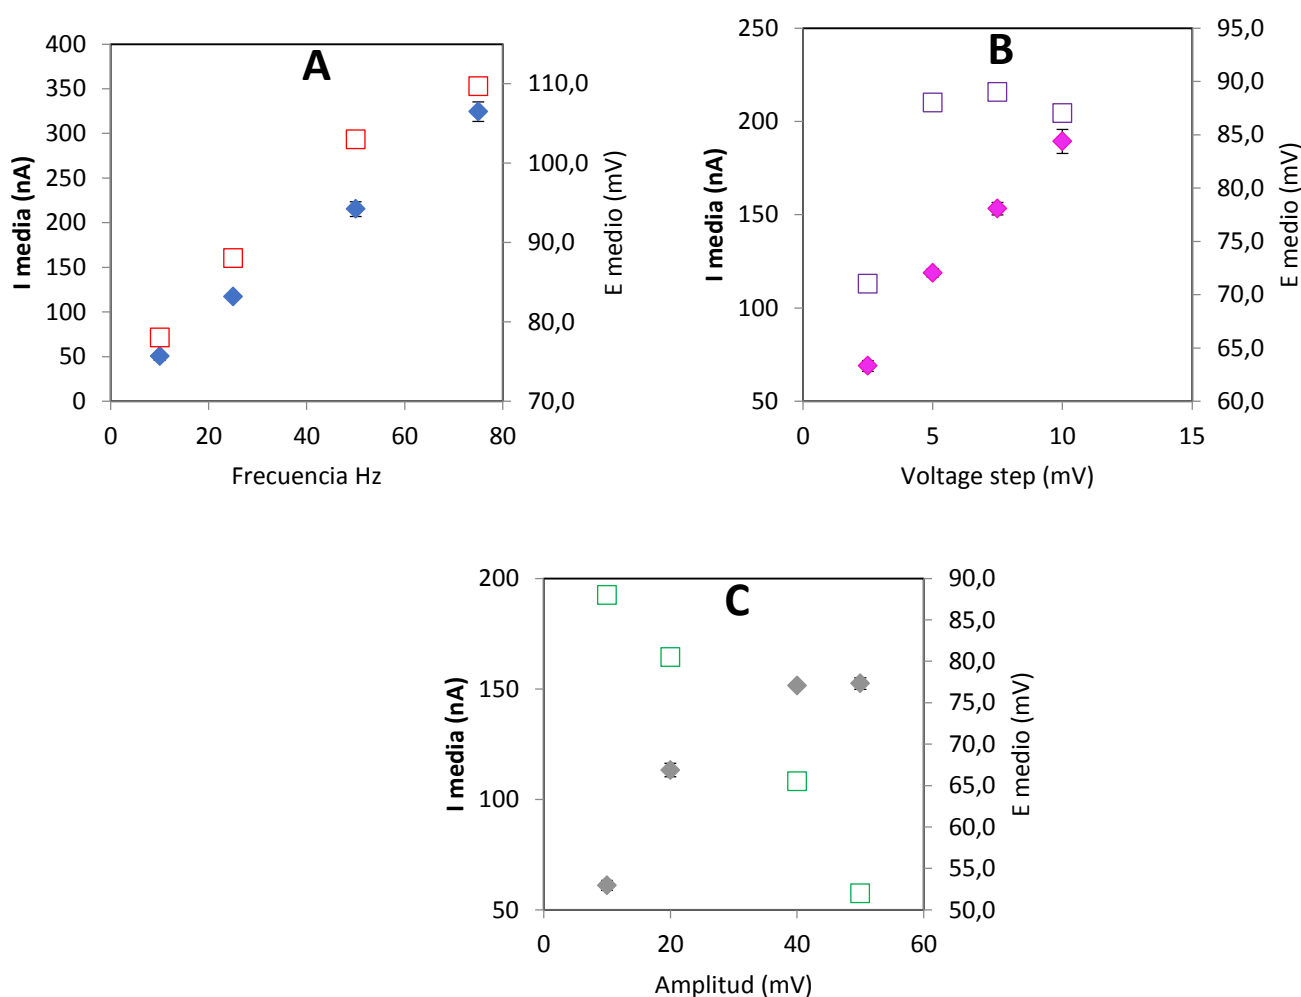 A
400
350
300
250
200
150
100
50
0
I media (nA)
110,0
100,0
90,0
80,0
70,0
E medio (mV)
0 20 40 60 80
Frecuencia Hz
B
250
200
150
100
50
I media (nA)
95,0
90,0
85,0
80,0
75,0
70,0
65,0
60,0
E medio (mV)
0 5 10 15
Voltage step (mV)
C
200
150
100
50
I media (nA)
90,0
85,0
80,0
75,0
70,0
65,0
60,0
55,0
50,0
E medio (mV)
0 20 40 60
Amplitud (mV)